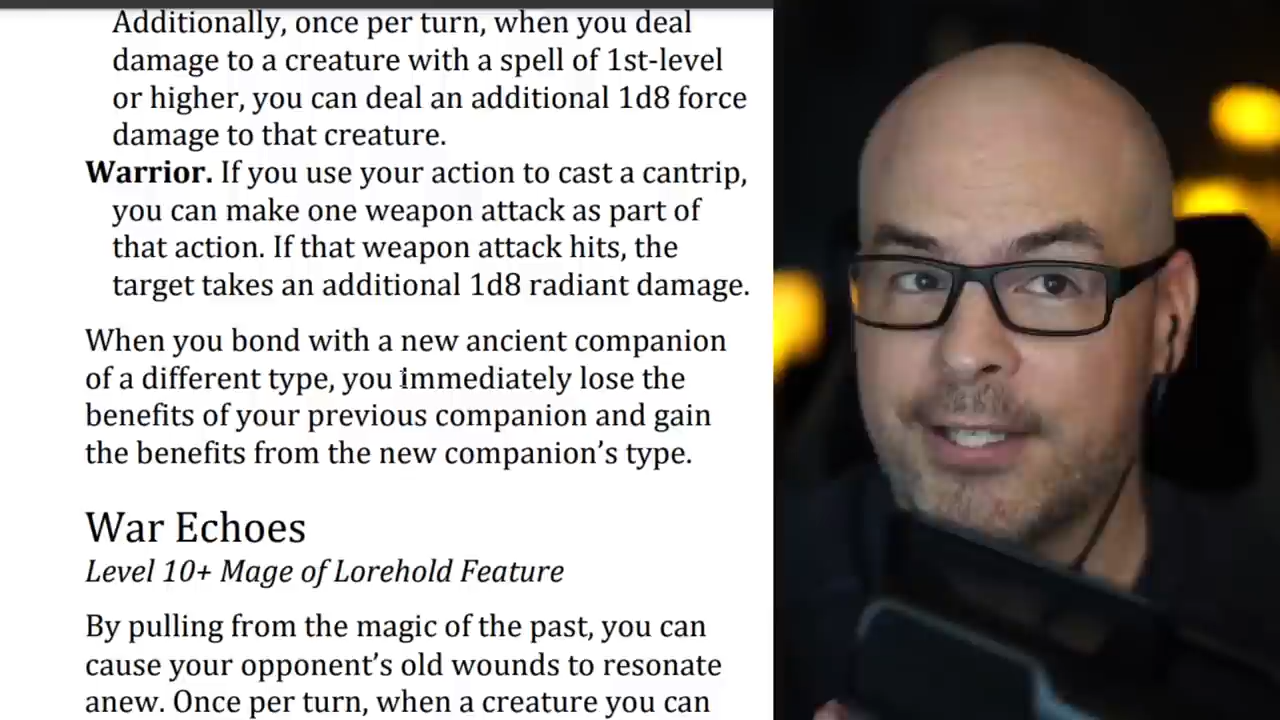 Additionally, once per turn, when you deal
damage to a creature with a spell of 1st-level
or higher, you can deal an additional 1d8 force
damage to that creature.
Warrior. If you use your action to cast a cantrip,
you can make one weapon attack as part of
that action. If that weapon attack hits, the
target takes an additional 1d8 radiant damage.
When you bond with a new ancient companion
of a different type, you immediately lose the
benefits of your previous companion and gain
the benefits from the new companion’s type.
War Echoes
Level 10+ Mage of Lorehold Feature
By pulling from the magic of the past, you can
cause your opponent’s old wounds to resonate
anew. Once per turn, when a creature you can